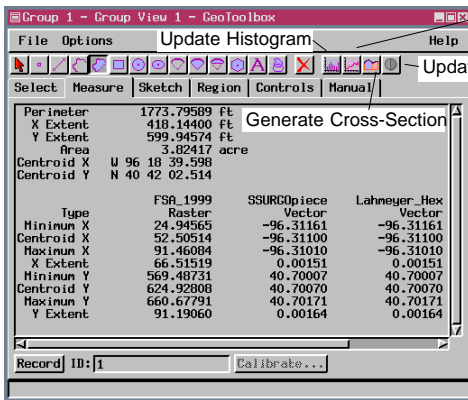 Group 1 - Group View 1 - GeoToolbox
File Options Update Histogram Help
Updat
Select Measure Sketch Region Controls Manual
Generate Cross-Section
Perimeter 1773.79589 ft
X Extent 418.14400 ft
Y Extent 599.94574 ft
Area 3.82417 acre
Centroid X W 96 18 39.598
Centroid Y N 40 42 02.514
FSA_1999 SSURGOpiece Lahmeyer_Hex
Type Raster Vector Vector
Minimum X 24.94565 -96.31161 -96.31161
Centroid X 52.50514 -96.31100 -96.31100
Maximum X 91.46084 -96.31010 -96.31010
X Extent 66.51519 0.00151 0.00151
Minimum Y 569.48731 40.70007 40.70007
Centroid Y 624.92808 40.70070 40.70070
Maximum Y 660.67791 40.70171 40.70171
Y Extent 91.19060 0.00164 0.00164
Record ID: 1 Calibrate...